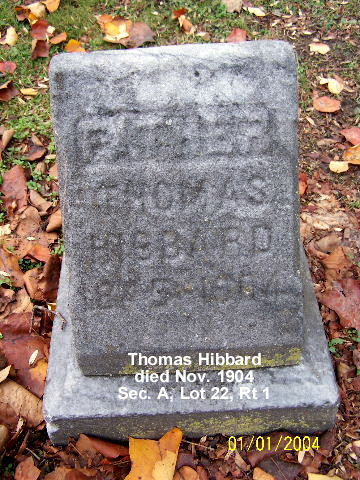 FATHER
THOMAS
HIBBARD
Thomas Hibbard
died Nov. 1904
Sec. A, Lot 22, Rt 1
01/01/2004